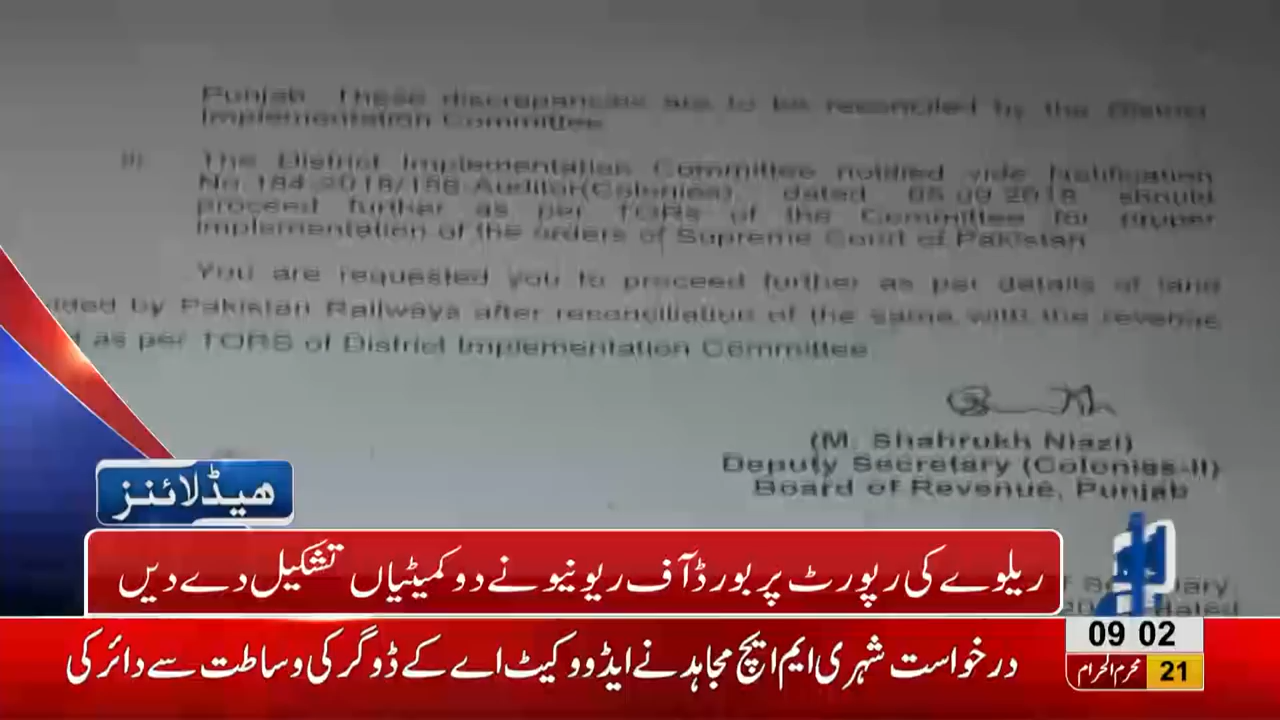 Punjab. These discrepancies are to be reconciled by the District
Implementation Committee.
The District Implementation Committee notified vide Notification
No.184-2018/188-Auditor(Colonies), dated 05.09.2018 should
proceed further as per TORs of the Committee for proper
implementation of the orders of Supreme Court of Pakistan
You are requested you to proceed further as per details of land
by Pakistan Railways after reconciliation of the same with the revenue
as per TORS of District Implementation Committee
(M. Shahrukh Niazi)
Deputy Secretary (Colonies-II)
Board of Revenue, Punjab
ھیڈلائنز
ریلوے کی رپورٹ پر بورڈ آف ریونیو نے دو کمیٹیاں تشکیل دے دیں
درخواست شہری ایم ایچ مجاہد نے ایڈووکیٹ اے کے ڈوگر کی وساطت سے دائر کی
09 02
محرم الحرام 21